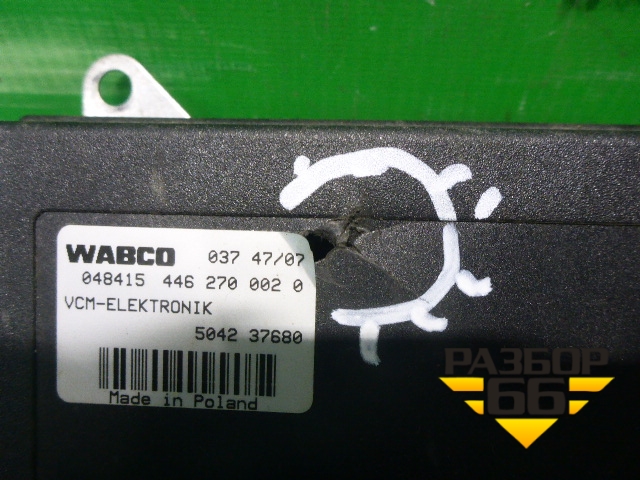 WABCO 037 47/07
048415 446 270 002 0
VCM-ELEKTRONIK
5042 37680
Made in Poland
РАЗБОР
66